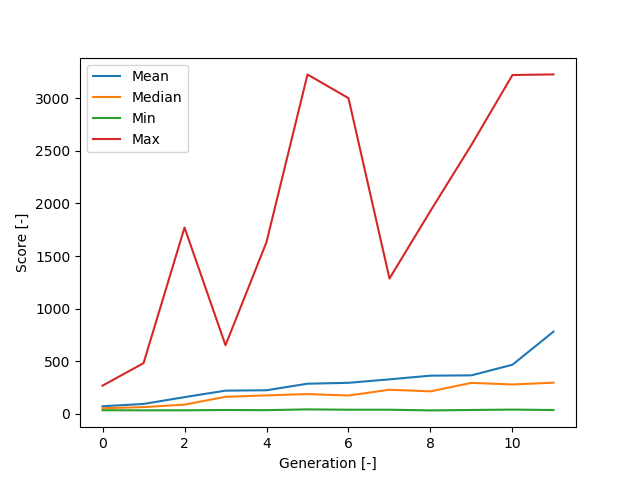 Mean
Median
Min
Max
3000
2500
2000
1500
1000
500
0
Score [-]
0 2 4 6 8 10
Generation [-]